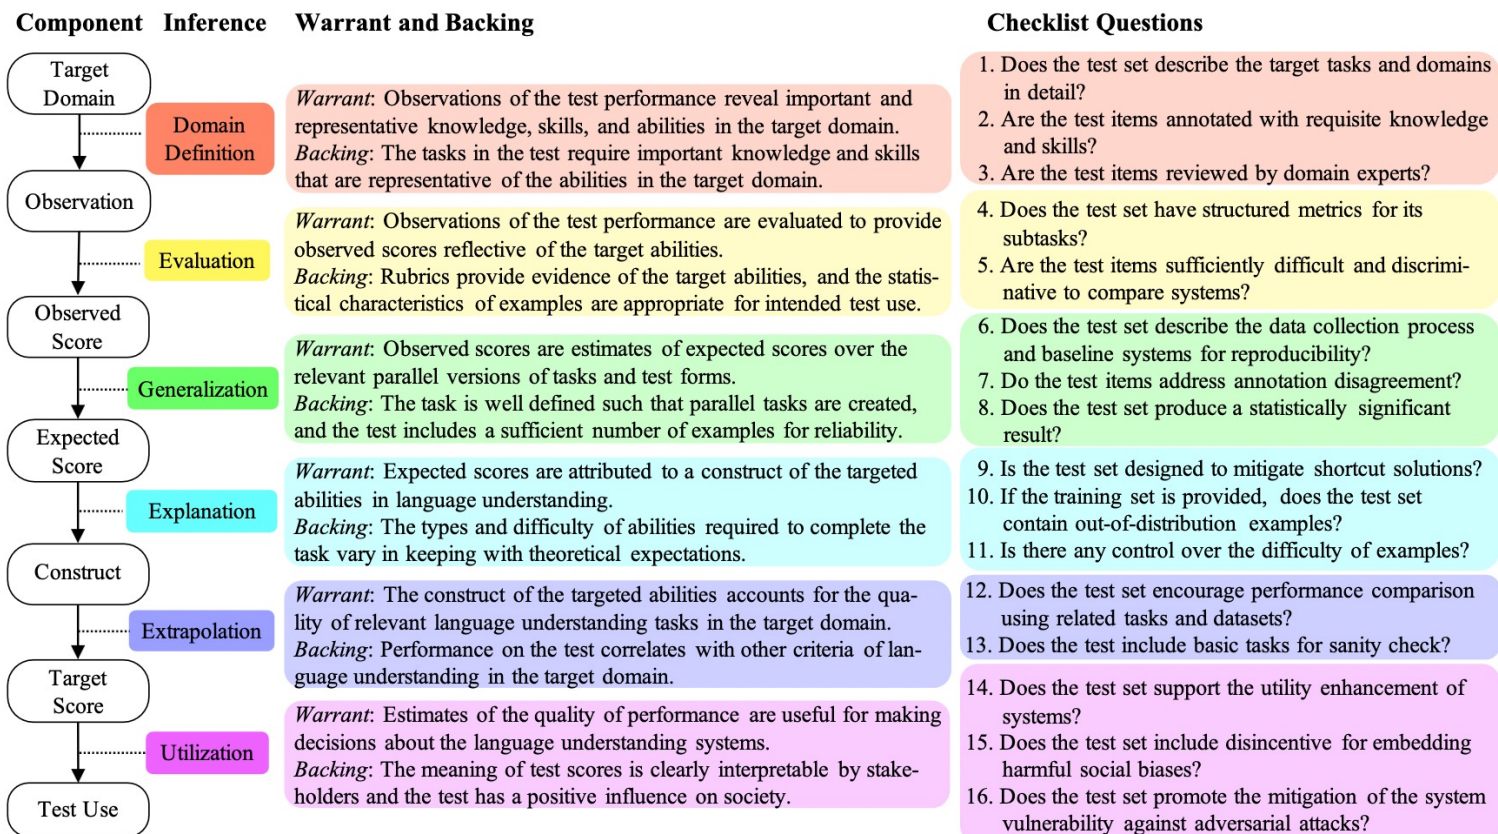 Component
Inference
Warrant and Backing
Checklist Questions
Target
Domain
Domain
Definition
Warrant: Observations of the test performance reveal important and
representative knowledge, skills, and abilities in the target domain.
Backing: The tasks in the test require important knowledge and skills
that are representative of the abilities in the target domain.
1. Does the test set describe the target tasks and domains
in detail?
2. Are the test items annotated with requisite knowledge
and skills?
3. Are the test items reviewed by domain experts?
Observation
Evaluation
Warrant: Observations of the test performance are evaluated to provide
observed scores reflective of the target abilities.
Backing: Rubrics provide evidence of the target abilities, and the statis-
tical characteristics of examples are appropriate for intended test use.
4. Does the test set have structured metrics for its
subtasks?
5. Are the test items sufficiently difficult and discrimi-
native to compare systems?
Observed
Score
Generalization
Warrant: Observed scores are estimates of expected scores over the
relevant parallel versions of tasks and test forms.
Backing: The task is well defined such that parallel tasks are created,
and the test includes a sufficient number of examples for reliability.
6. Does the test set describe the data collection process
and baseline systems for reproducibility?
7. Do the test items address annotation disagreement?
8. Does the test set produce a statistically significant
result?
Expected
Score
Explanation
Warrant: Expected scores are attributed to a construct of the targeted
abilities in language understanding.
Backing: The types and difficulty of abilities required to complete the
task vary in keeping with theoretical expectations.
9. Is the test set designed to mitigate shortcut solutions?
10. If the training set is provided, does the test set
contain out-of-distribution examples?
11. Is there any control over the difficulty of examples?
Construct
Extrapolation
Warrant: The construct of the targeted abilities accounts for the qua-
lity of relevant language understanding tasks in the target domain.
Backing: Performance on the test correlates with other criteria of lan-
guage understanding in the target domain.
12. Does the test set encourage performance comparison
using related tasks and datasets?
13. Does the test include basic tasks for sanity check?
Target
Score
Utilization
Warrant: Estimates of the quality of performance are useful for making
decisions about the language understanding systems.
Backing: The meaning of test scores is clearly interpretable by stake-
holders and the test has a positive influence on society.
14. Does the test set support the utility enhancement of
systems?
15. Does the test set include disincentive for embedding
harmful social biases?
16. Does the test set promote the mitigation of the system
vulnerability against adversarial attacks?
Test Use